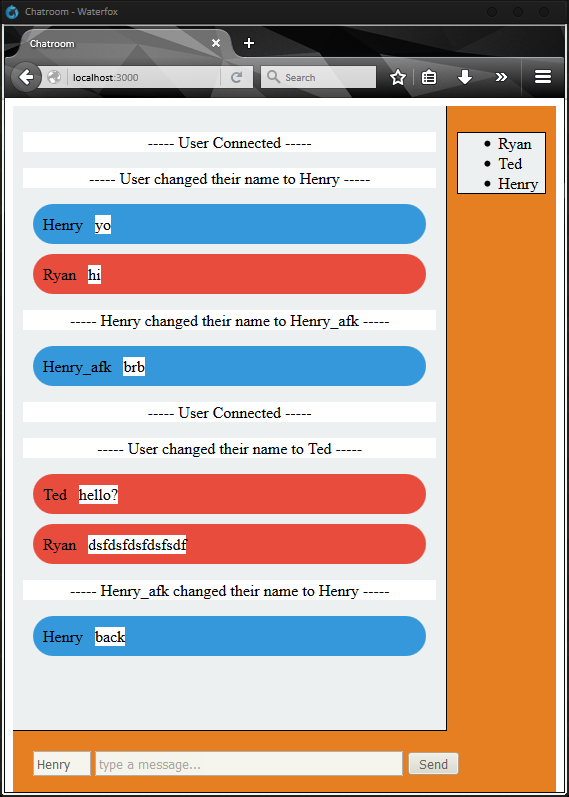 Chatroom - Waterfox
Chatroom
localhost:3000
Search
----- User Connected -----
----- User changed their name to Henry -----
Henry yo
Ryan hi
----- Henry changed their name to Henry_afk -----
Henry_afk brb
----- User Connected -----
----- User changed their name to Ted -----
Ted hello?
Ryan dsfdsfdsfdsfsdf
----- Henry_afk changed their name to Henry -----
Henry back
Ryan
Ted
Henry
Henry type a message... Send